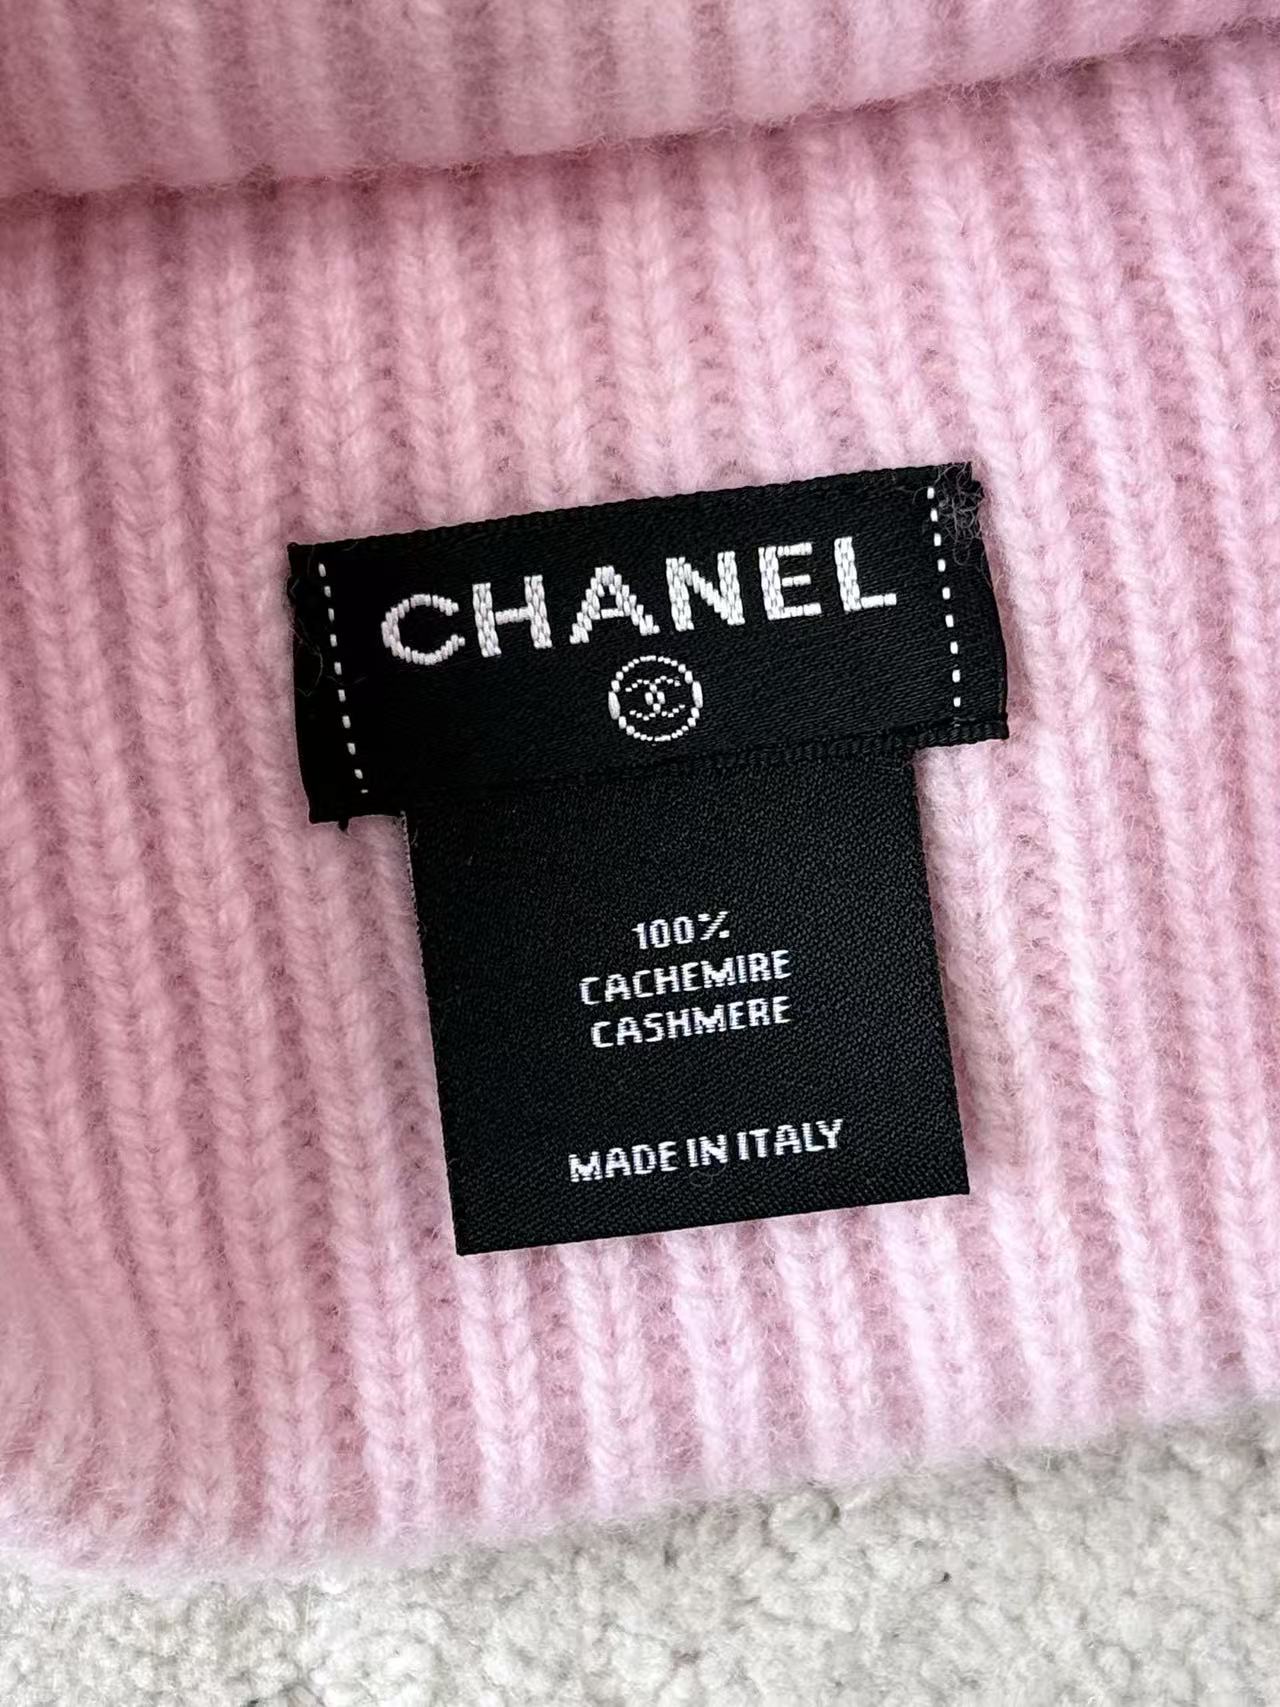 CHANEL
100%
CACHEMIRE
CASHMERE
MADE IN ITALY